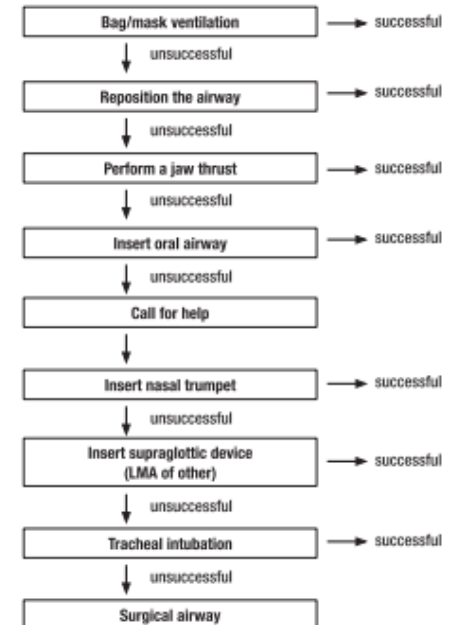 Bag/mask ventilation successful
unsuccessful
Reposition the airway successful
unsuccessful
Perform a jaw thrust successful
unsuccessful
Insert oral airway successful
unsuccessful
Call for help
Insert nasal trumpet successful
unsuccessful
Insert supraglottic device
(LMA of other) successful
unsuccessful
Tracheal intubation successful
unsuccessful
Surgical airway